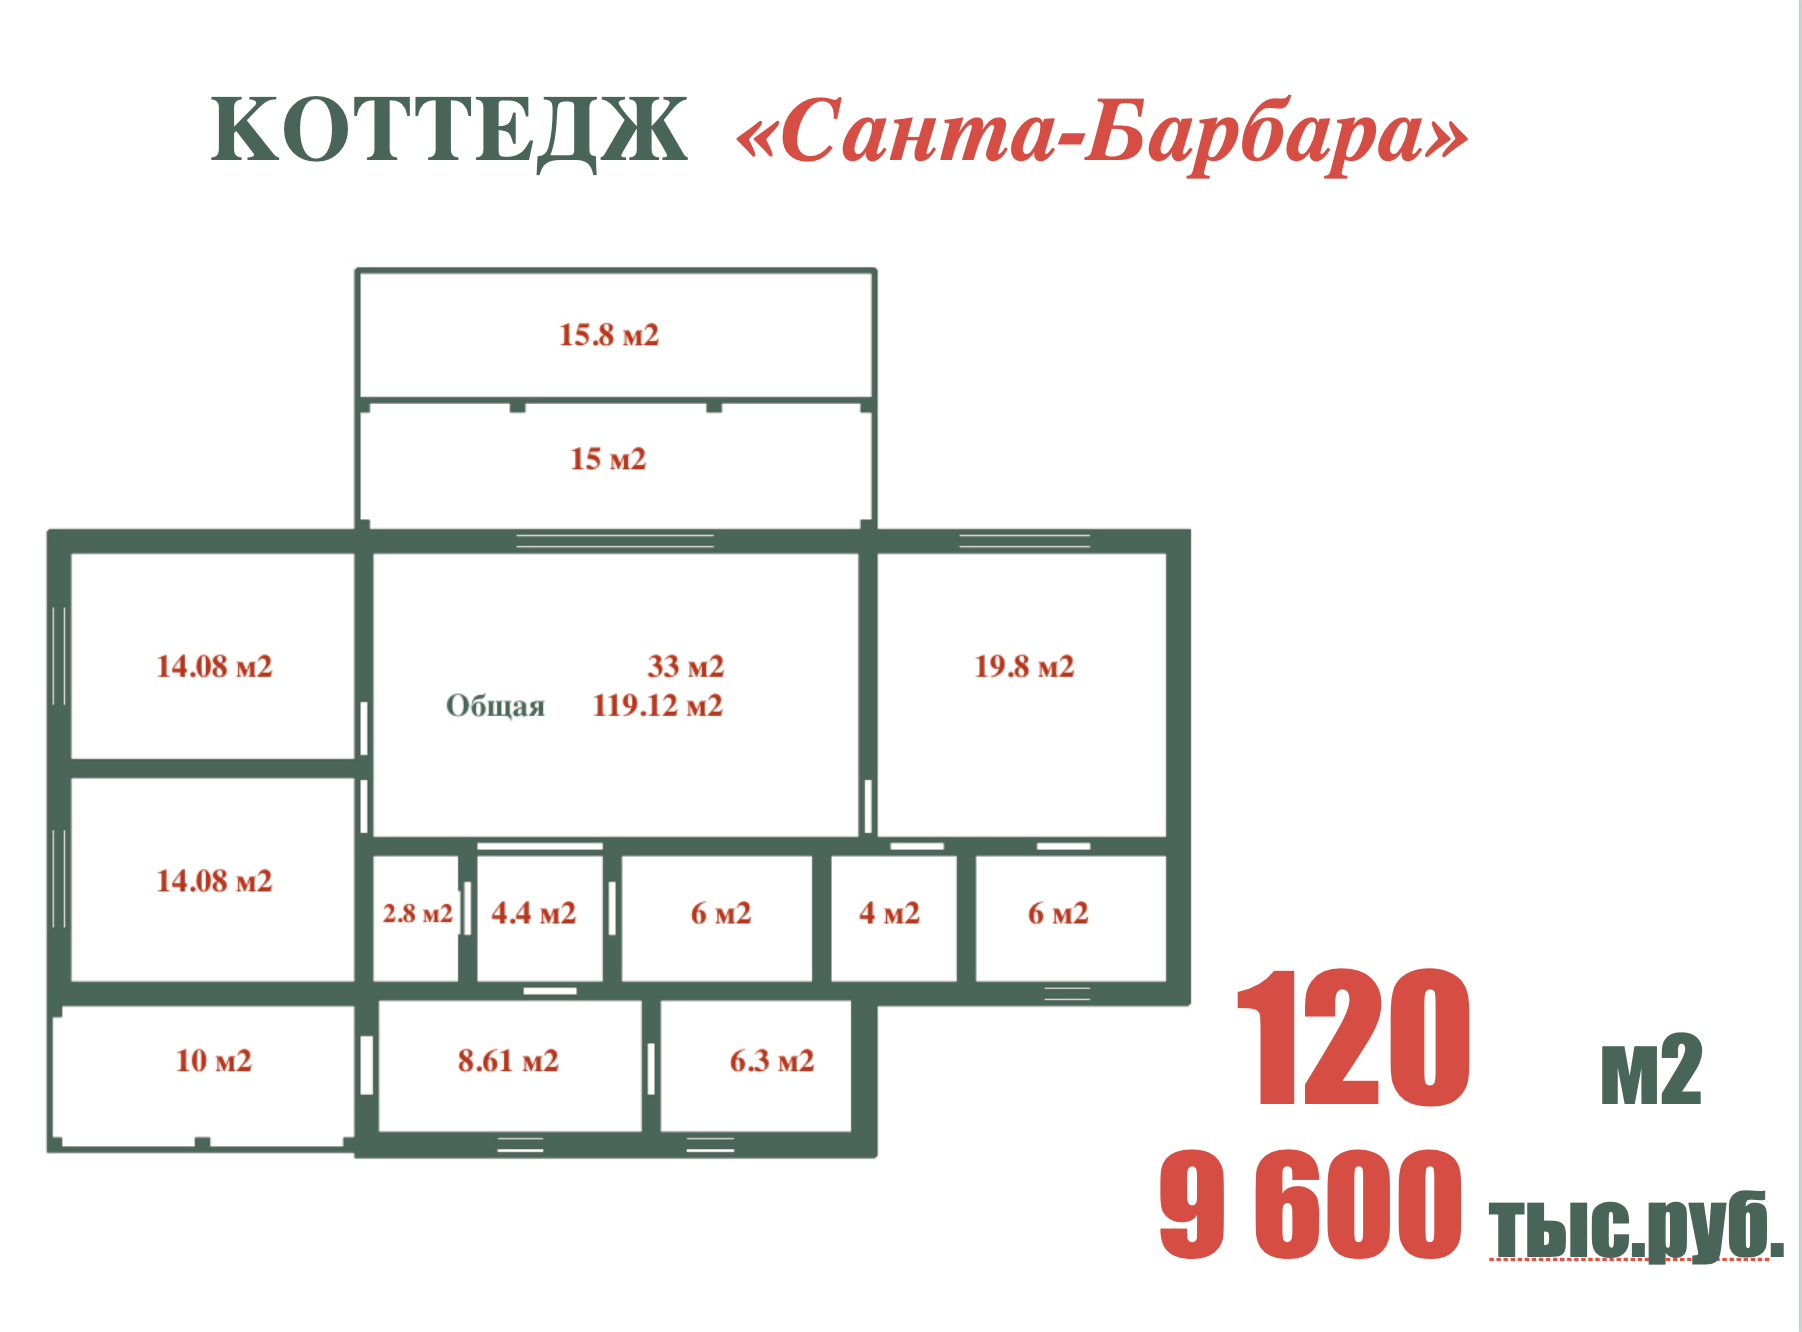 КОТТЕДЖ «Санта-Барбара»
15.8 м2
15 м2
14.08 м2
33 м2
19.8 м2
Общая 119.12 м2
14.08 м2
2.8 м2
4.4 м2
6 м2
4 м2
6 м2
10 м2
8.61 м2
6.3 м2
120 м2
9 600 тыс.руб.